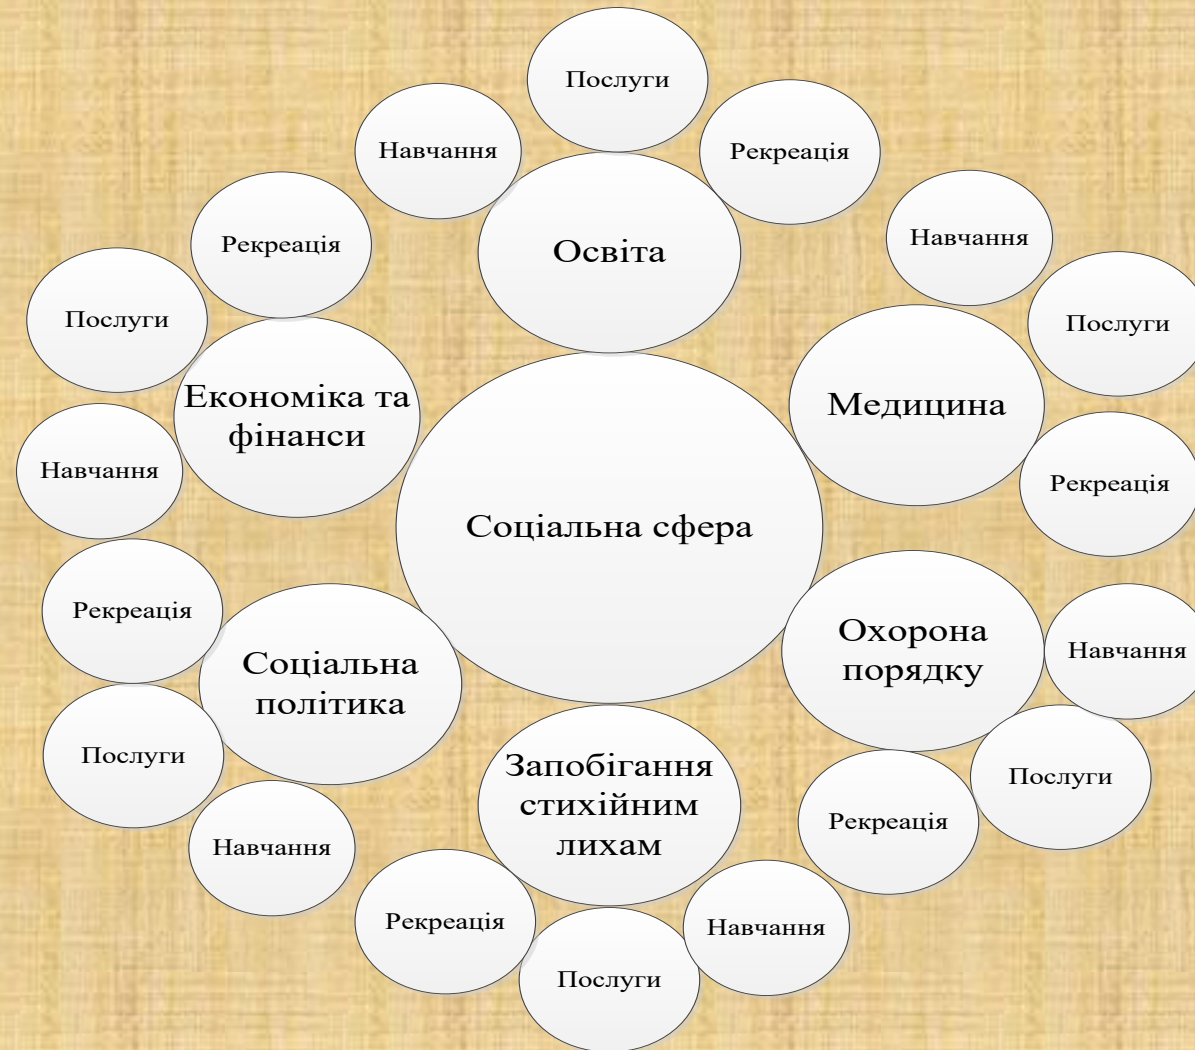 Послуги
Навчання
Рекреація
Освіта
Навчання
Послуги
Рекреація
Медицина
Рекреація
Послуги
Навчання
Економіка та
фінанси
Соціальна сфера
Рекреація
Послуги
Навчання
Соціальна
політика
Охорона
порядку
Навчання
Послуги
Рекреація
Запобігання
стихійним
лихам
Рекреація
Послуги
Навчання